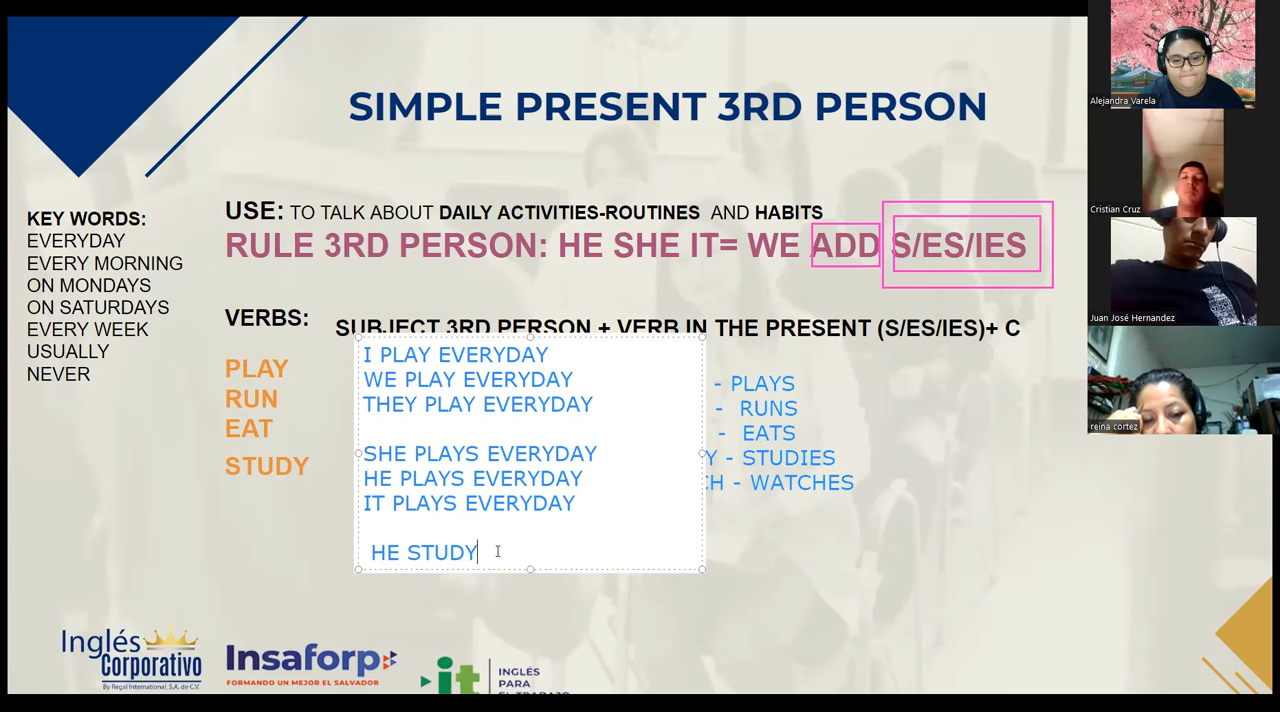 SIMPLE PRESENT 3RD PERSON
KEY WORDS:
EVERYDAY
EVERY MORNING
ON MONDAYS
ON SATURDAYS
EVERY WEEK
USUALLY
NEVER
USE: TO TALK ABOUT DAILY ACTIVITIES-ROUTINES AND HABITS
RULE 3RD PERSON: HE SHE IT= WE ADD S/ES/IES
VERBS:
SUBJECT 3RD PERSON + VERB IN THE PRESENT (S/ES/IES)+ C
PLAY
RUN
EAT
STUDY
I PLAY EVERYDAY
WE PLAY EVERYDAY
THEY PLAY EVERYDAY
SHE PLAYS EVERYDAY
HE PLAYS EVERYDAY
IT PLAYS EVERYDAY
HE STUDY
- PLAYS
- RUNS
- EATS
Y - STUDIES
CH - WATCHES
Inglés
Corporativo
By Regal International, S.A. de C.V.
Insaforp
FORMANDO UN MEJOR EL SALVADOR
it
INGLÉS
PARA
EL TRABAJO
Alejandra Varela
Cristian Cruz
Juan José Hernandez
reina cortez